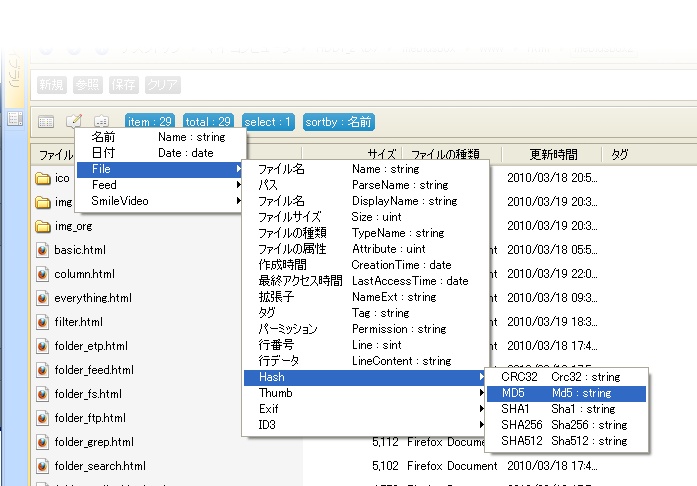 新規 参照 保存 クリア
item : 29 total : 29 select : 1 sortby : 名前
名前 Name : string
日付 Date : date
File
Feed
SmileVideo
ファイル サイズ ファイルの種類 更新時間 タグ
ファイル名 Name : string
パス ParseName : string
ファイル名 DisplayName : string
ファイルサイズ Size : uint
ファイルの種類 TypeName : string
ファイルの属性 Attribute : uint
作成時間 CreationTime : date
最終アクセス時間 LastAccessTime : date
拡張子 NameExt : string
タグ Tag : string
パーミッション Permission : string
行番号 Line : sint
行データ LineContent : string
Hash
Thumb
Exif
ID3
CRC32 Crc32 : string
MD5 Md5 : string
SHA1 Sha1 : string
SHA256 Sha256 : string
SHA512 Sha512 : string
ico 2010/03/18 20:5...
img 2010/03/19 20:3...
img_org 2010/03/19 20:3...
basic.html 2010/03/18 05:5...
column.html 2010/03/19 22:0...
everything.html 2010/03/18 09:3...
filter.html 2010/03/19 18:3...
folder_etp.html 2010/03/18 17:4...
folder_feed.html
folder_fs.html
folder_ftp.html
folder_grep.html 5,112 Firefox Document
folder_search.html 5,102 Firefox Document 2010/03/18 17:4...